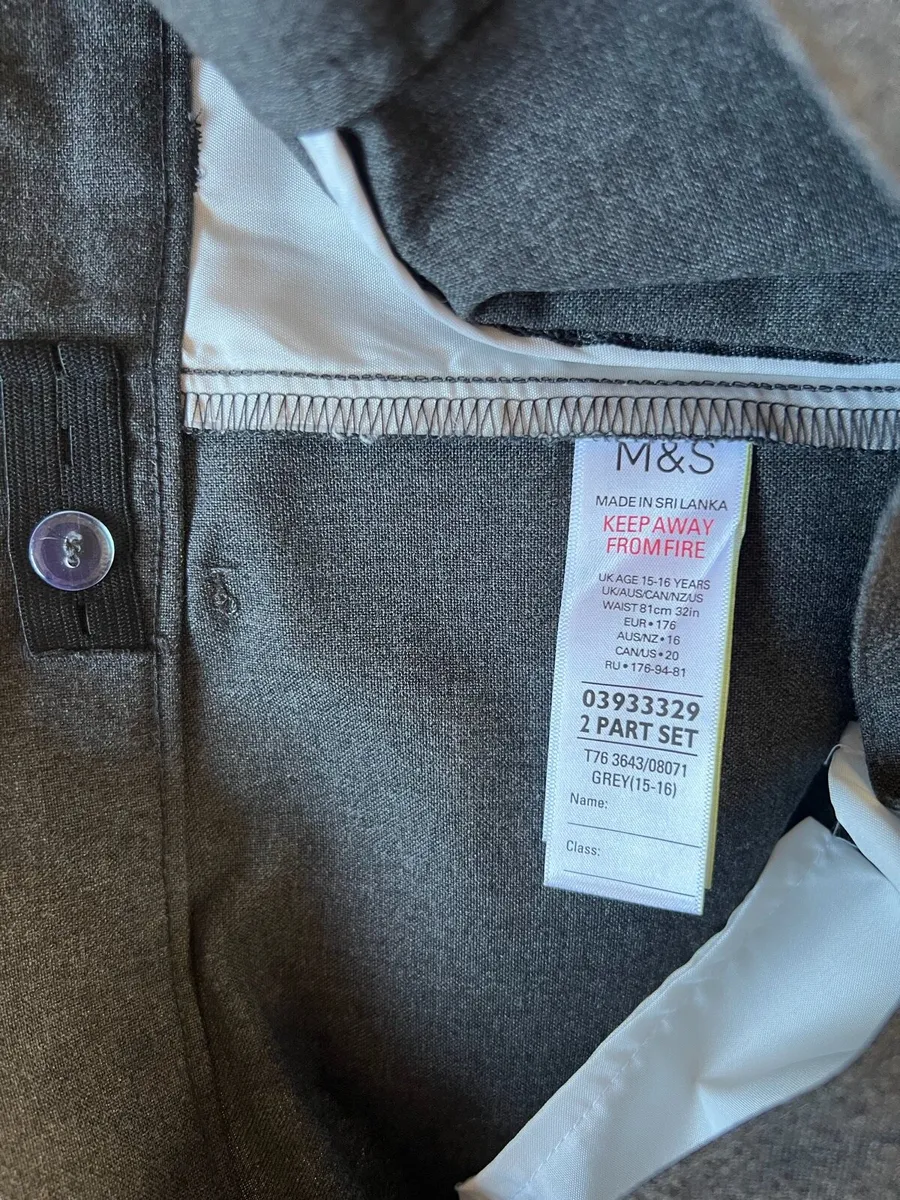 M&S
MADE IN SRI LANKA
KEEP AWAY
FROM FIRE
UK AGE 15-16 YEARS
UK/AUS/CAN/NZ/US
WAIST 81cm 32in
EUR•176
AUS/NZ•16
CAN/US•20
RU•176-94-81
03933329
2 PART SET
T76 3643/08071
GREY(15-16)
Name:
Class: